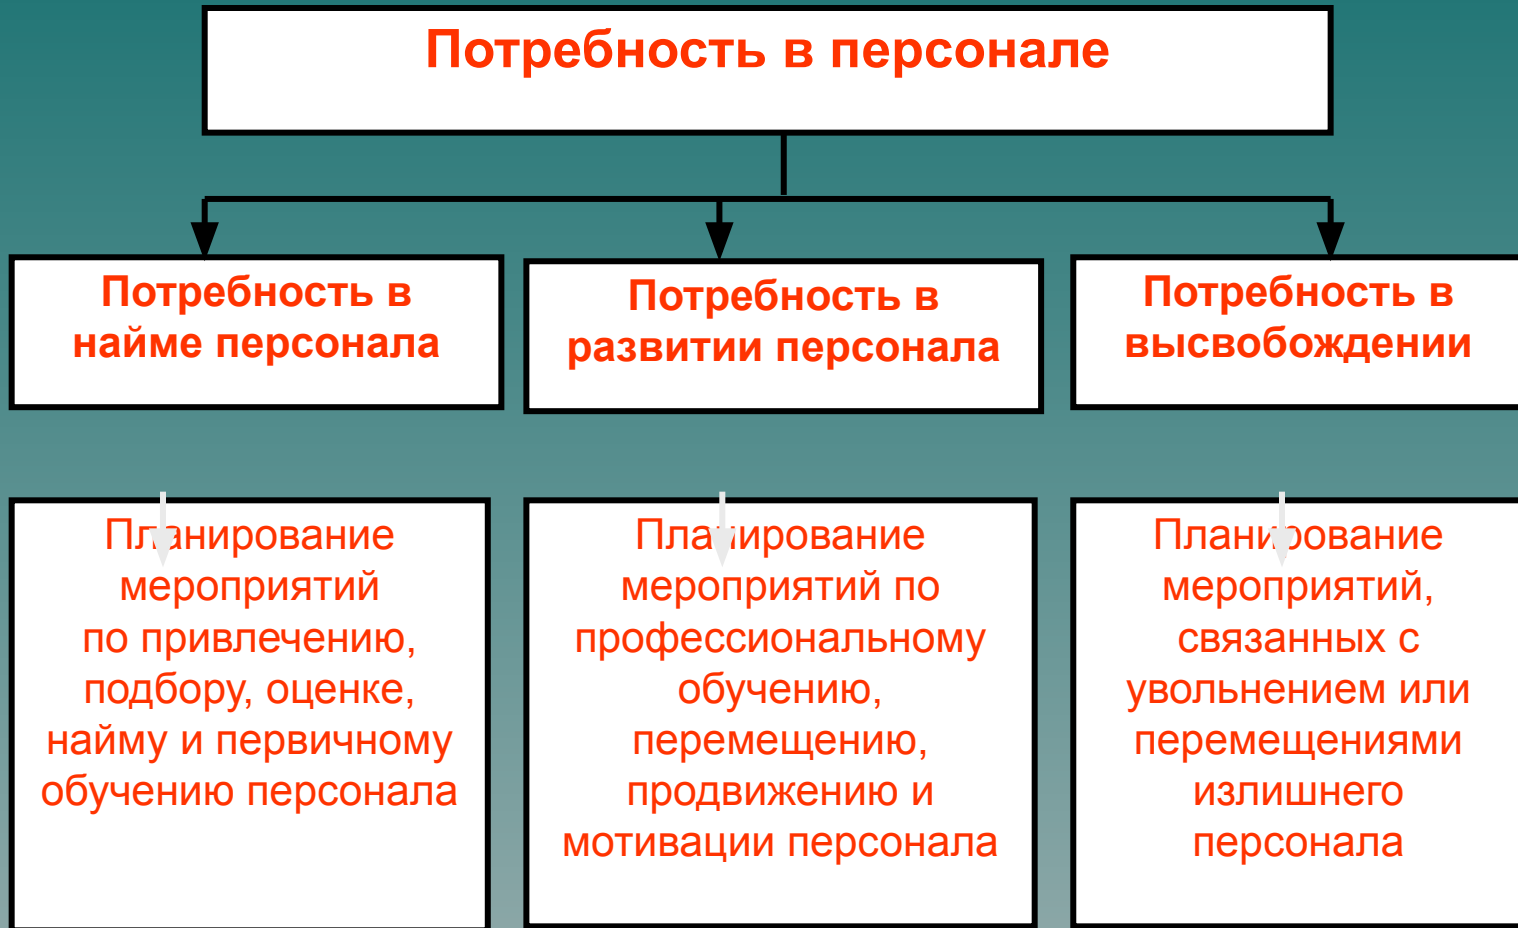 Потребность в персонале
Потребность в
найме персонала
Потребность в
развитии персонала
Потребность в
высвобождении
Планирование
мероприятий
по привлечению,
подбору, оценке,
найму и первичному
обучению персонала
Планирование
мероприятий по
профессиональному
обучению,
перемещению,
продвижению и
мотивации персонала
Планирование
мероприятий,
связанных с
увольнением или
перемещениями
излишнего
персонала